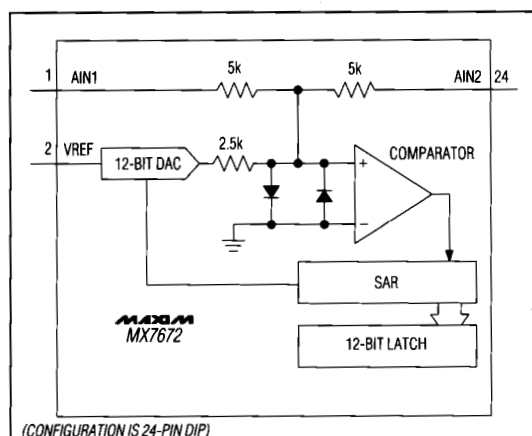 5k 5k
1 AIN1 AIN2 24
2 VREF 12-BIT DAC 2.5k COMPARATOR
+
−
SAR
MAXIM
MX7672
12-BIT LATCH
(CONFIGURATION IS 24-PIN DIP)